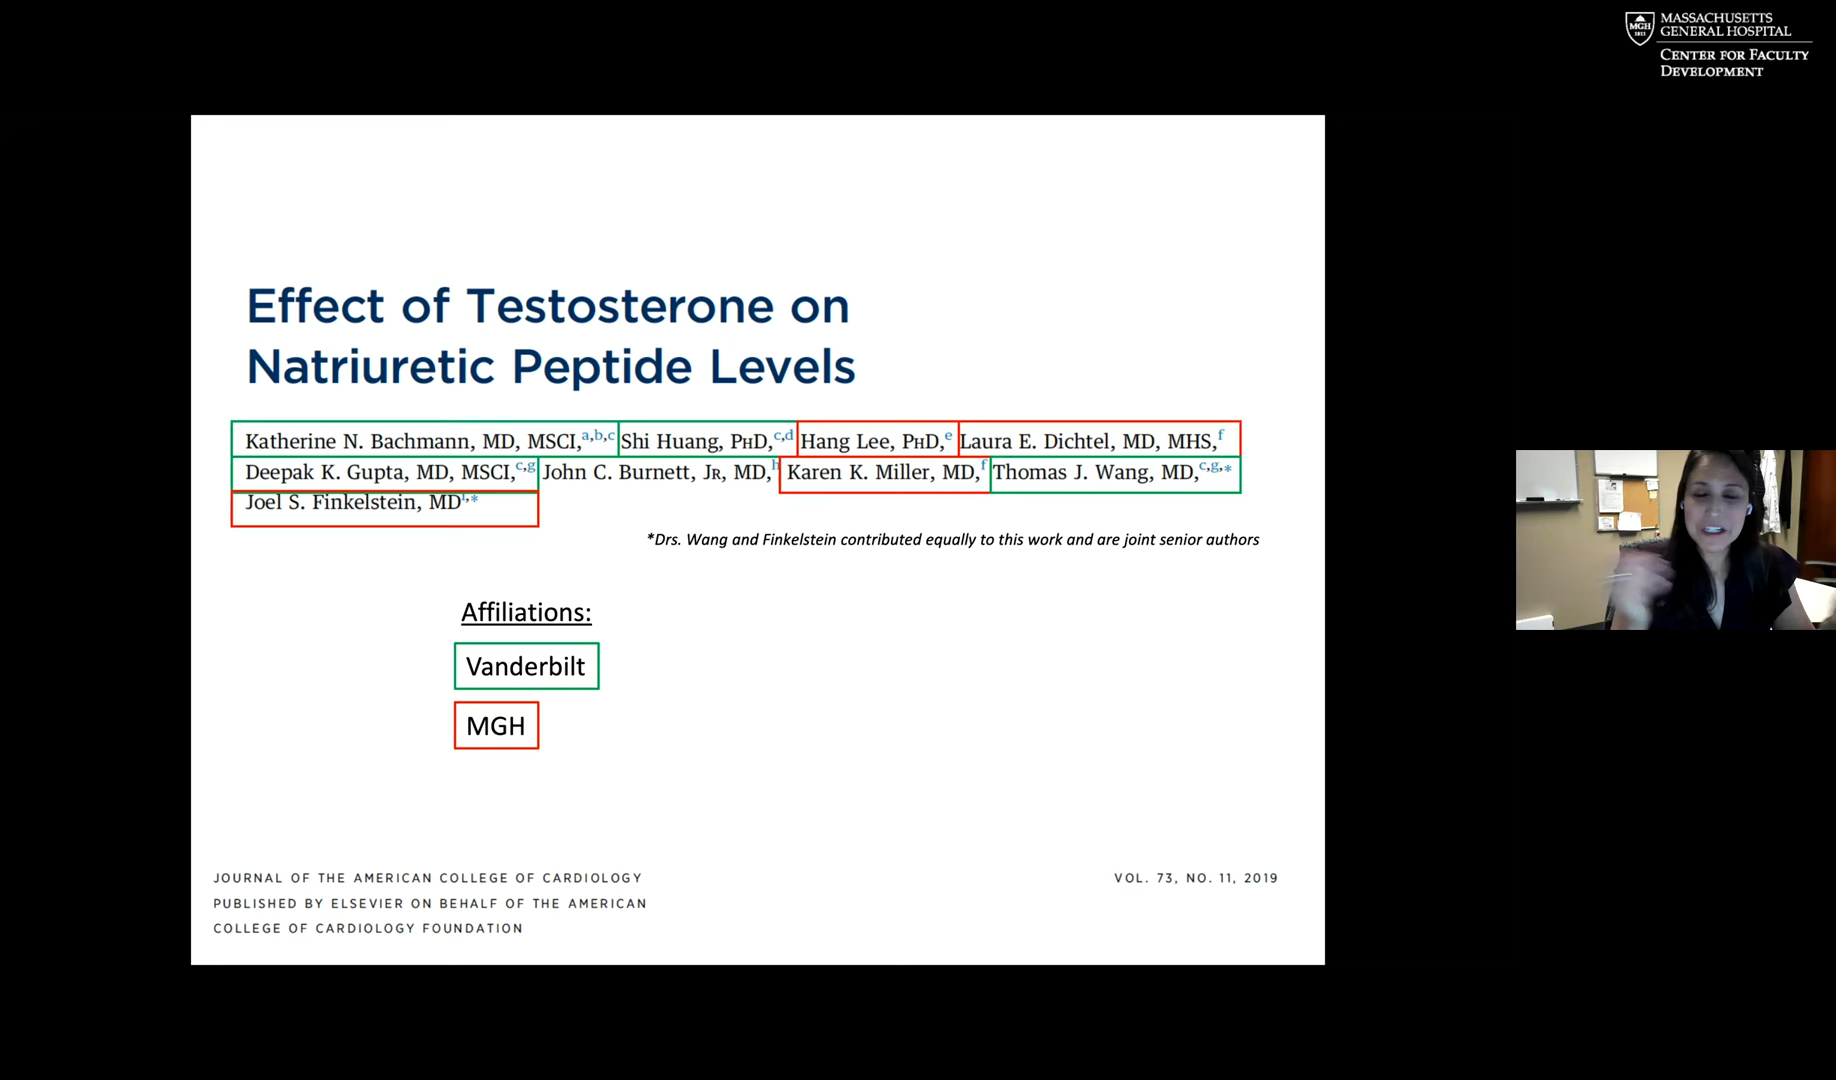 MASSACHUSETTS
GENERAL HOSPITAL
CENTER FOR FACULTY
DEVELOPMENT
MGH
1811
Effect of Testosterone on
Natriuretic Peptide Levels
Katherine N. Bachmann, MD, MSCI,a,b,c Shi Huang, PHD,c,d Hang Lee, PHD,e Laura E. Dichtel, MD, MHS,f
Deepak K. Gupta, MD, MSCI,c,g John C. Burnett, JR, MD,h Karen K. Miller, MD,f Thomas J. Wang, MD,c,g,*
Joel S. Finkelstein, MDi,*
*Drs. Wang and Finkelstein contributed equally to this work and are joint senior authors
Affiliations:
Vanderbilt
MGH
JOURNAL OF THE AMERICAN COLLEGE OF CARDIOLOGY
VOL. 73, NO. 11, 2019
PUBLISHED BY ELSEVIER ON BEHALF OF THE AMERICAN
COLLEGE OF CARDIOLOGY FOUNDATION